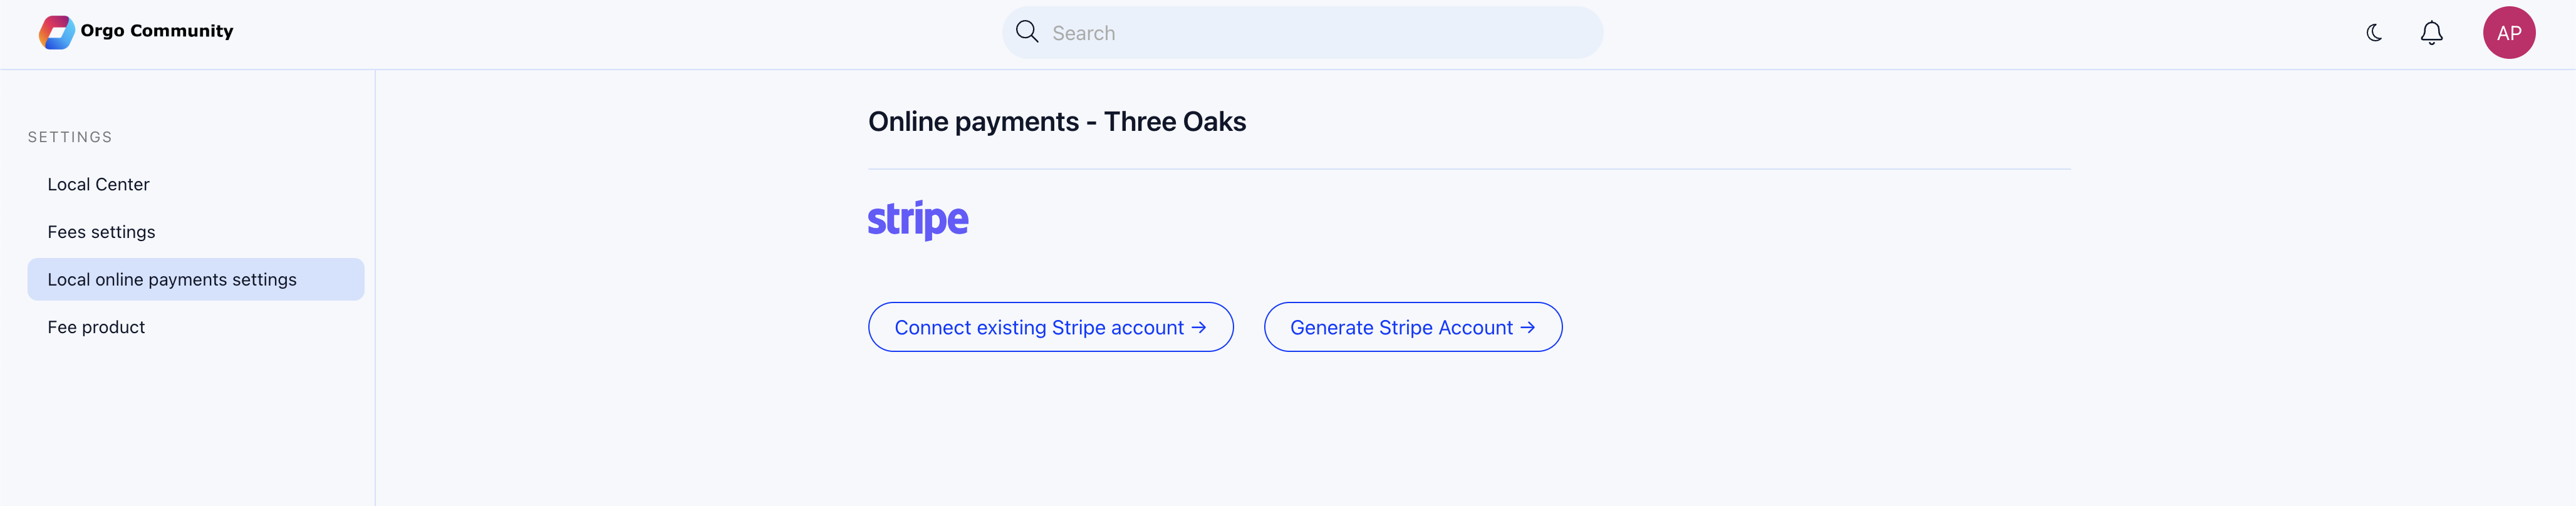 Orgo Community
Search
AP
SETTINGS
Local Center
Fees settings
Local online payments settings
Fee product
Online payments - Three Oaks
stripe
Connect existing Stripe account →
Generate Stripe Account →